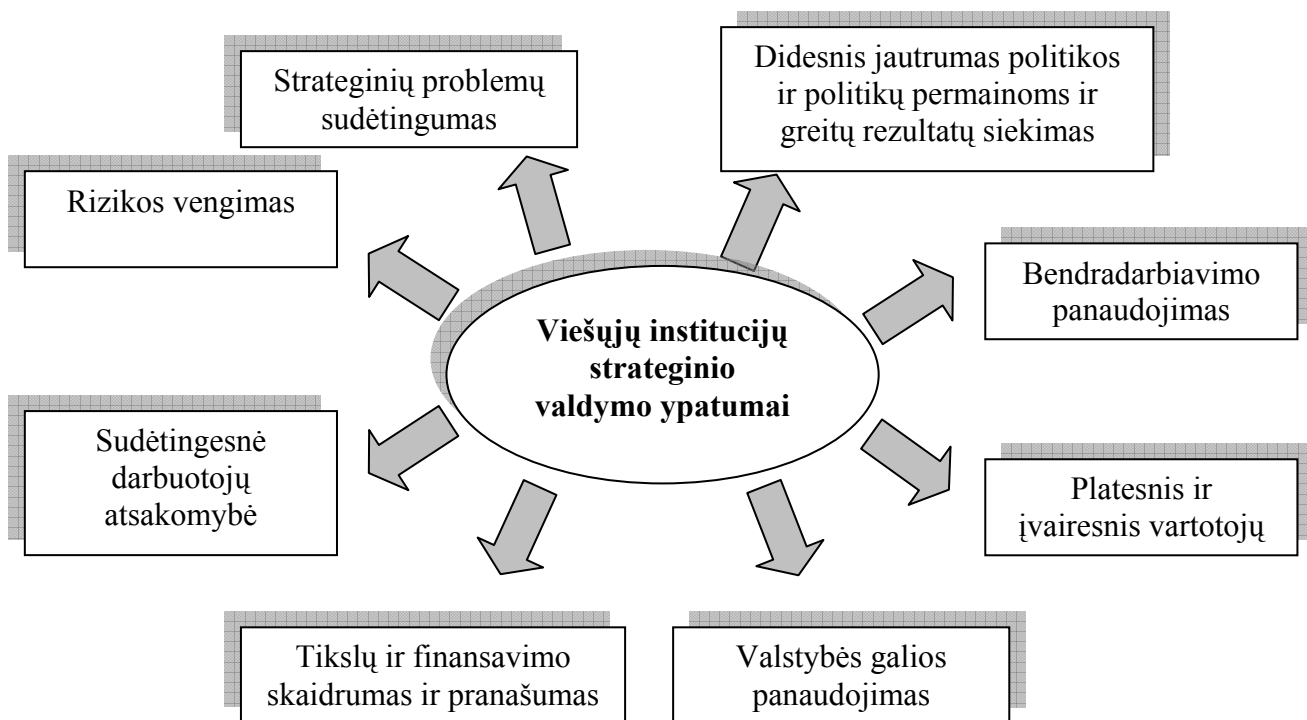 Strateginių problemų
sudėtingumas
Didesnis jautrumas politikos
ir politikų permainoms ir
greitų rezultatų siekimas
Rizikos vengimas
Bendradarbiavimo
panaudojimas
Viešųjų institucijų
strateginio
valdymo ypatumai
Sudėtingesnė
darbuotojų
atsakomybė
Platesnis ir
įvairesnis vartotojų
Tikslų ir finansavimo
skaidrumas ir pranašumas
Valstybės galios
panaudojimas